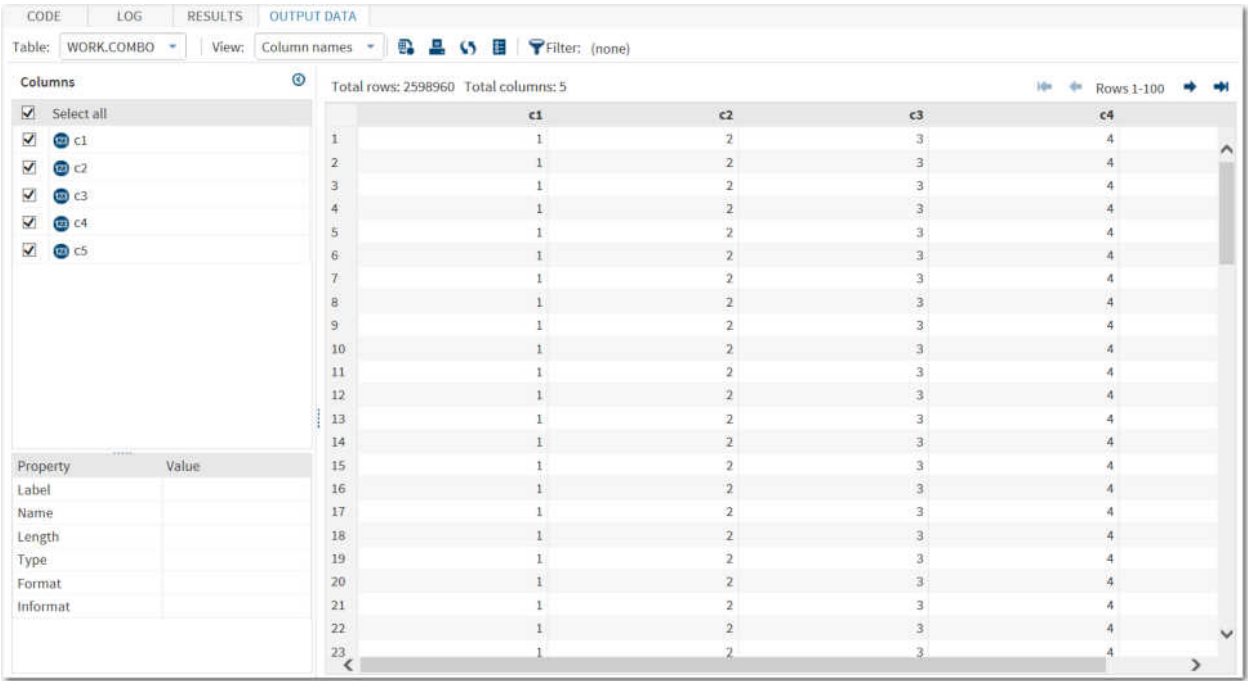 CODE LOG RESULTS OUTPUT DATA
Table: WORK.COMBO View: Column names Filter: (none)
Columns
Total rows: 2598960 Total columns: 5 Rows 1-100
Select all
c1
c2
c3
c4
c5
c1 c2 c3 c4
1 1 2 3 4
2 1 2 3 4
3 1 2 3 4
4 1 2 3 4
5 1 2 3 4
6 1 2 3 4
7 1 2 3 4
8 1 2 3 4
9 1 2 3 4
10 1 2 3 4
11 1 2 3 4
12 1 2 3 4
13 1 2 3 4
14 1 2 3 4
15 1 2 3 4
16 1 2 3 4
17 1 2 3 4
18 1 2 3 4
19 1 2 3 4
20 1 2 3 4
21 1 2 3 4
22 1 2 3 4
23 1 2 3 4
Property Value
Label
Name
Length
Type
Format
Informat